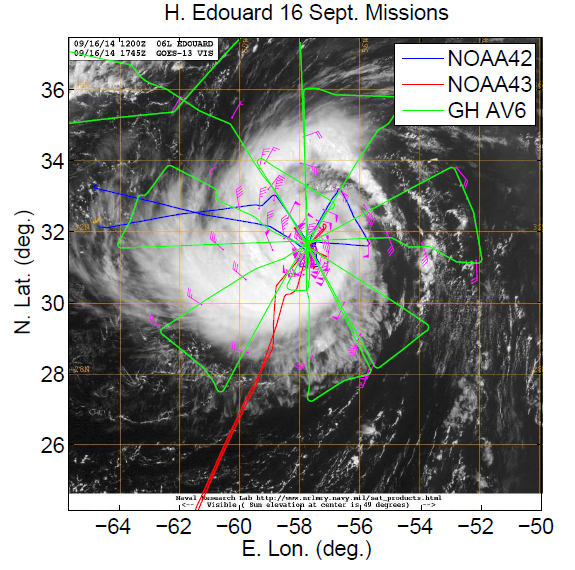 H. Edouard 16 Sept. Missions
09/16/14 1200Z 06L EDOUARD
09/16/14 1745Z GOES-13 VIS
NOAA42
NOAA43
GH AV6
36
34
32
30
28
26
N. Lat (deg.)
32N
28N
Naval Research Lab http://www.nrlmry.navy.mil/sat_products.html
<-- Visible ( Sun elevation at center is 49 degrees) -->
−64
−62
−60
−58
−56
−54
−52
−50
E. Lon. (deg.)